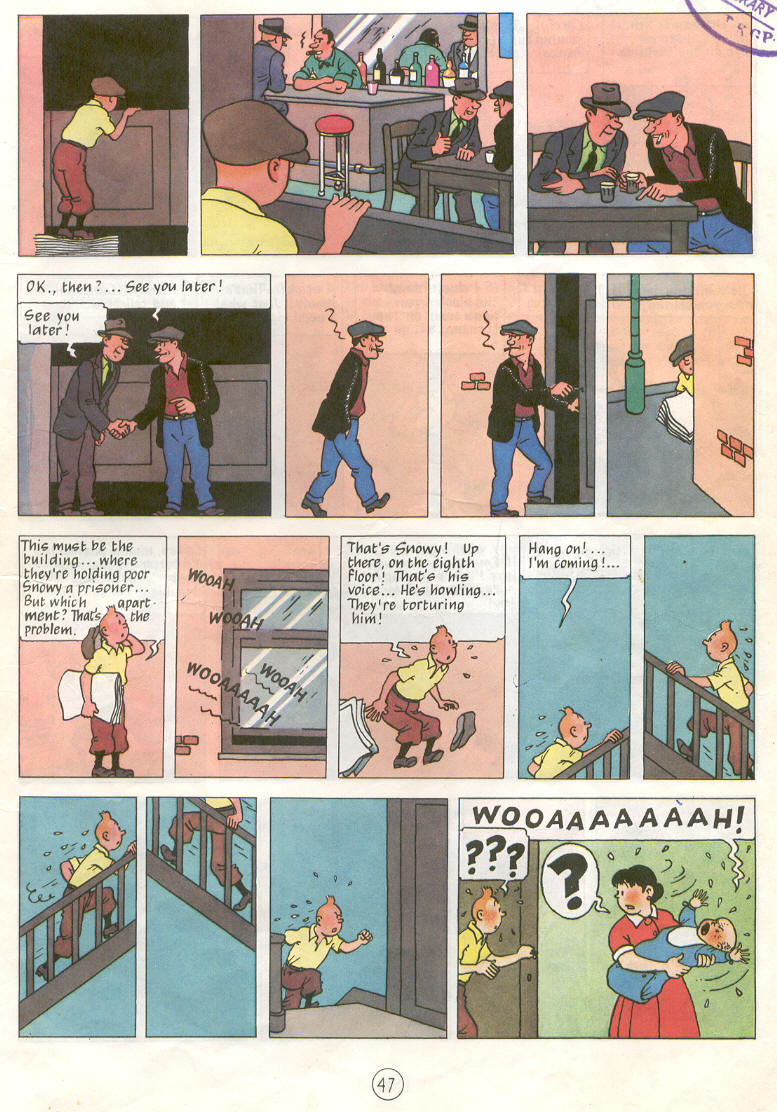 OK., then?... See you later!
See you
later!
This must be the
building... where
they're holding poor
Snowy a prisoner...
But which apart-
ment? That's the
problem.
WOOAH
WOOAH
WOOAH
WOOAAAAAH
That's Snowy! Up
there, on the eighth
floor! That's his
voice... He's howling...
They're torturing
him!
Hang on!...
I'm coming!...
WOOAAAAAAAH!
???
?
47